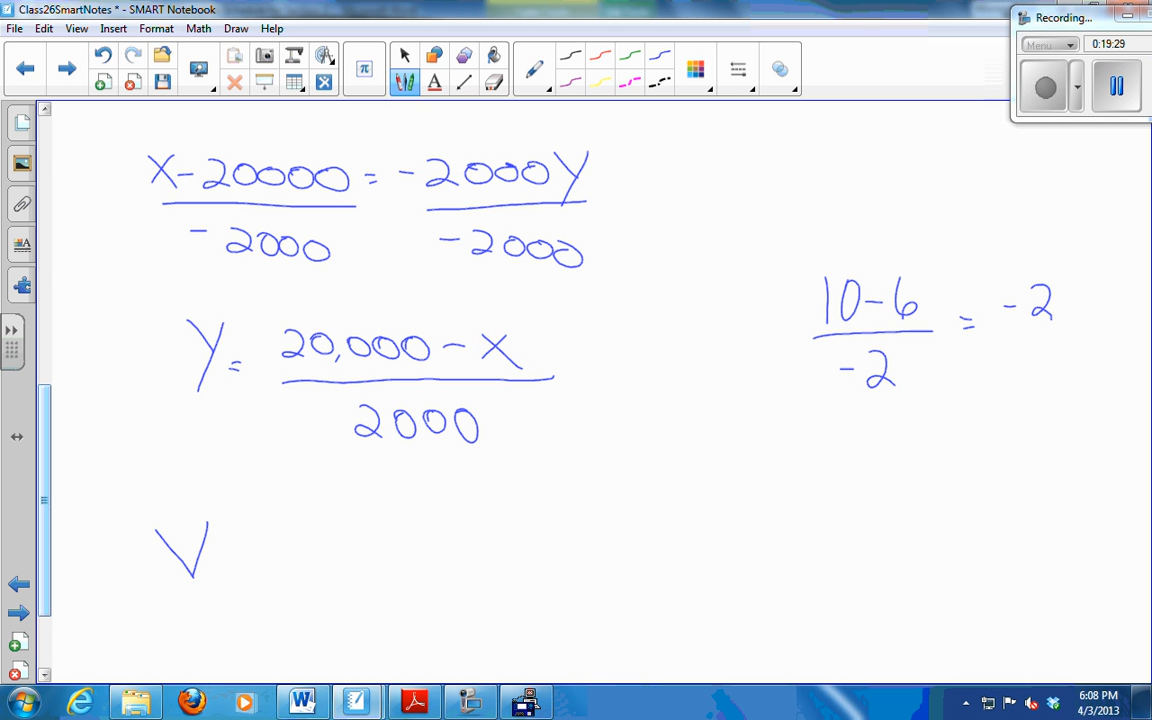 Class26SmartNotes * - SMART Notebook
Recording...
File Edit View Insert Format Math Draw Help
Menu
0:19:29
π
A
X-20000 = -2000Y
-2000 -2000
10-6 = -2
-2
Y = 20,000 - X
2000
V
W
6:08 PM
4/3/2013